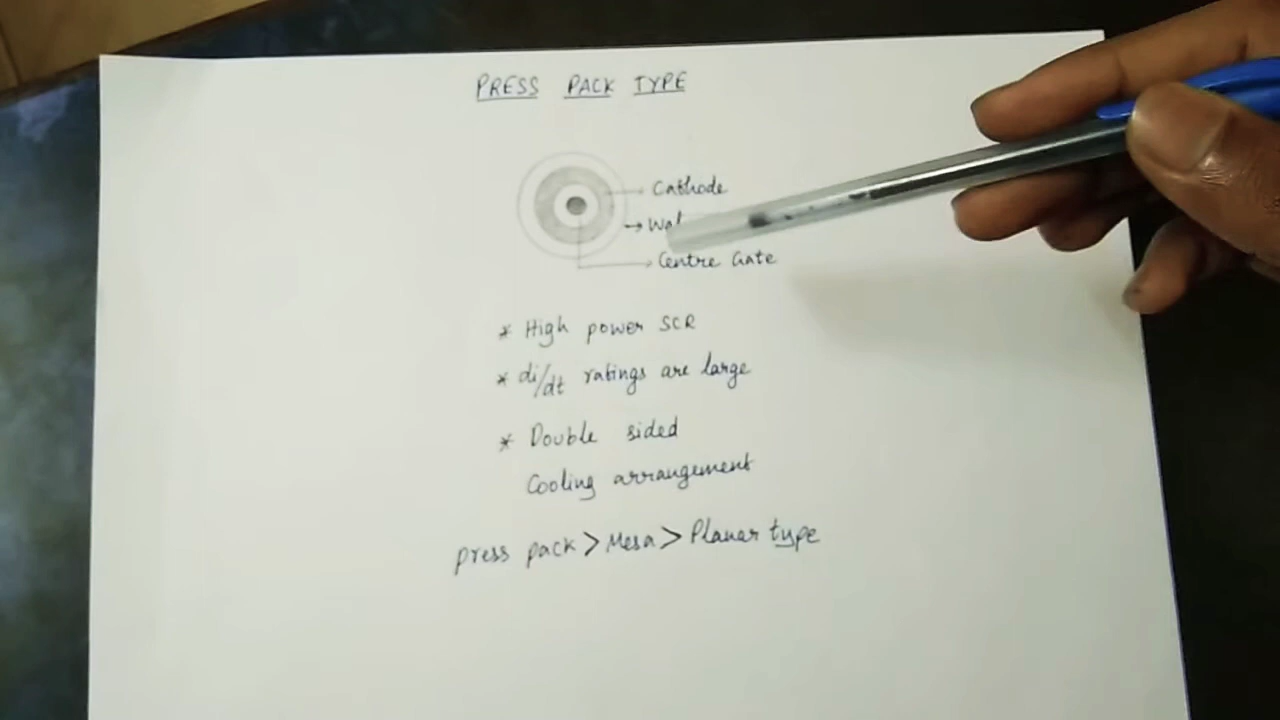 PRESS PACK TYPE
Cathode
Centre Gate
* High power SCR
* di/dt ratings are large
* Double sided
Cooling arrangement
press pack > Mesa > Planar type